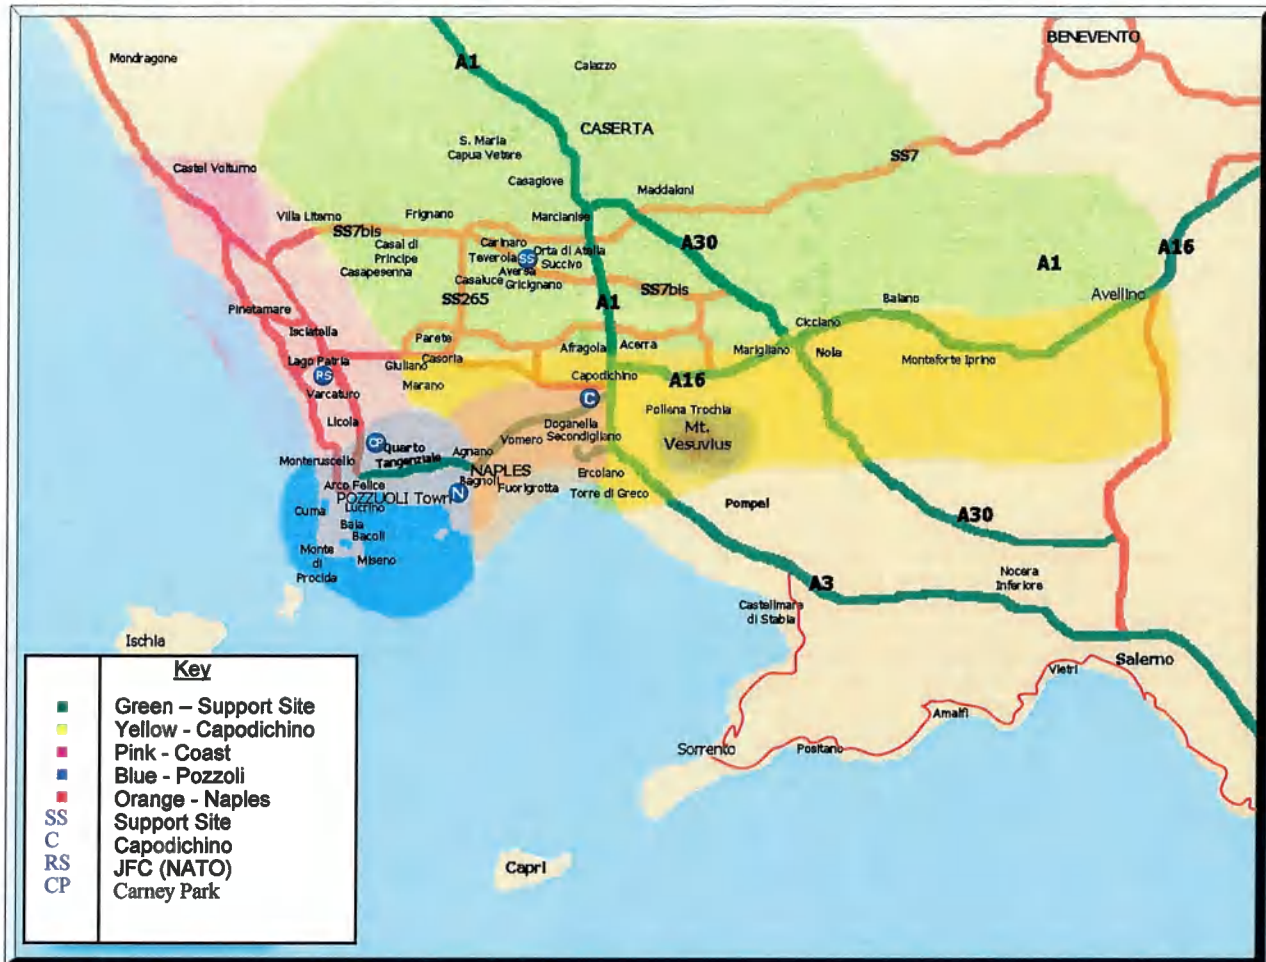 BENEVENTO
Mondragone
A1
Calazzo
CASERTA
S. Maria
Capua Vetere
SS7
Castel Volturno
Casagiove
Maddaloni
Villa Literno
Frignano
Marcianise
SS7bis
Casal di
Principe
Casapesenna
Carinaro
Teverola
SS
Orta di Atella
Succivo
Aversa
Casaluce
Gricignano
A30
A16
A1
SS265
A1
SS7bis
Avellino
Baiano
Pinetamare
Isciatella
Cicciano
Parete
Afragola
Acerra
Marigliano
Nola
Monteforte Iprino
Lago Patria
Giuliano
Casoria
RS
Marano
Capodichino
A16
Varcaturo
C
Pollena Trochia
Mt.
Vesuvius
Licola
Doganella
Secondigliano
CP
Quarto
Vomero
Tangenziale
Agnano
Monteruscello
NAPLES
Ercolano
Arco Felice
Bagnoli
Fuorigrotta
Torre di Greco
POZZUOLI Town
N
Pompei
Lucrino
Cuma
A30
Baia
Bacoli
Monte
di
Procida
Miseno
Nocera
Inferiore
A3
Castellmare
di Stabia
Ischia
Salerno
Vietri
Amalfi
Sorrento
Positano
Capri
Key
Green – Support Site
Yellow - Capodichino
Pink - Coast
Blue - Pozzoli
Orange - Naples
SS Support Site
C Capodichino
RS JFC (NATO)
CP Carney Park